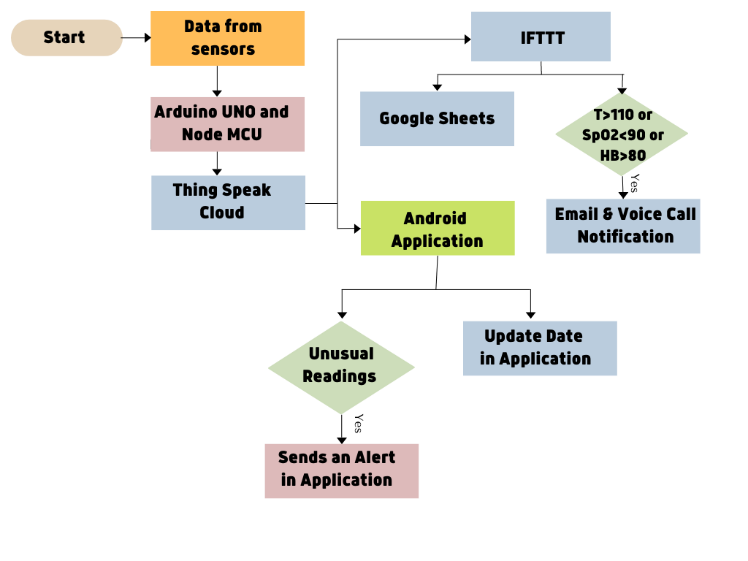 Start
Data from
sensors
IFTTT
Arduino UNO and
Node MCU
Google Sheets
T>110 or
SpO2<90 or
HB>80
Yes
Thing Speak
Cloud
Email & Voice Call
Notification
Android
Application
Unusual
Readings
Update Date
in Application
Yes
Sends an Alert
in Application